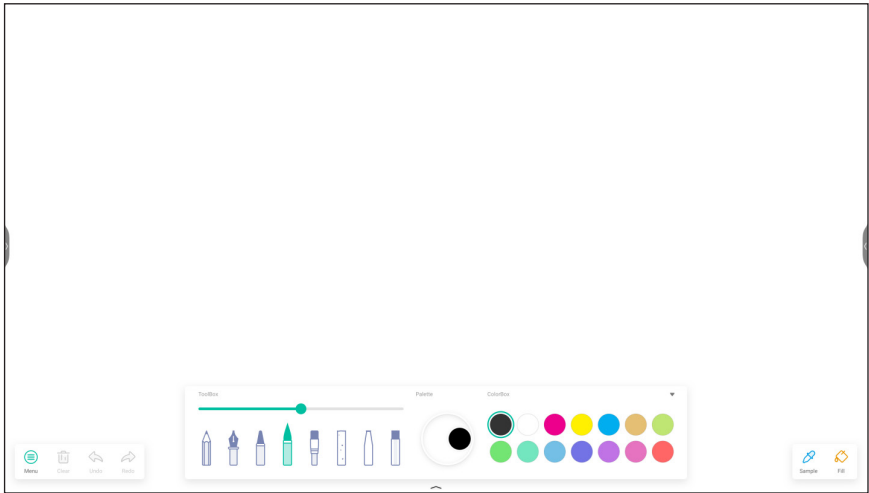 ToolBox
Palette
ColorBox
Menu
Clear
Undo
Redo
Sample
Fill